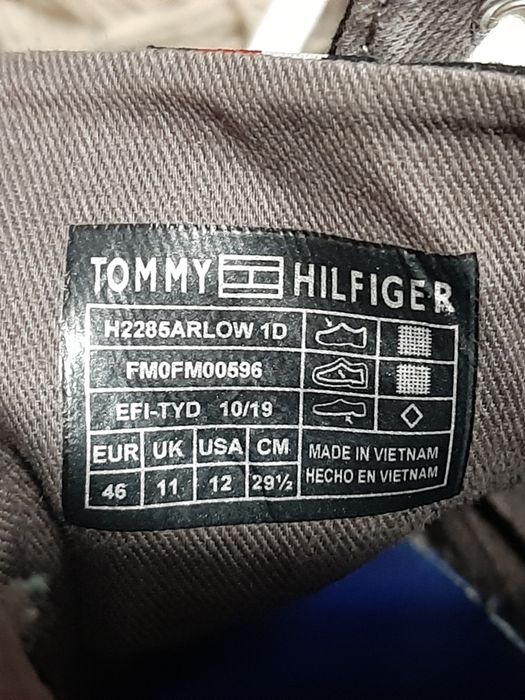 TOMMY HILFIGER
H2285ARLOW 1D
FM0FM00596
EFI-TYD 10/19
EUR UK USA CM
46 11 12 29½
MADE IN VIETNAM
HECHO EN VIETNAM